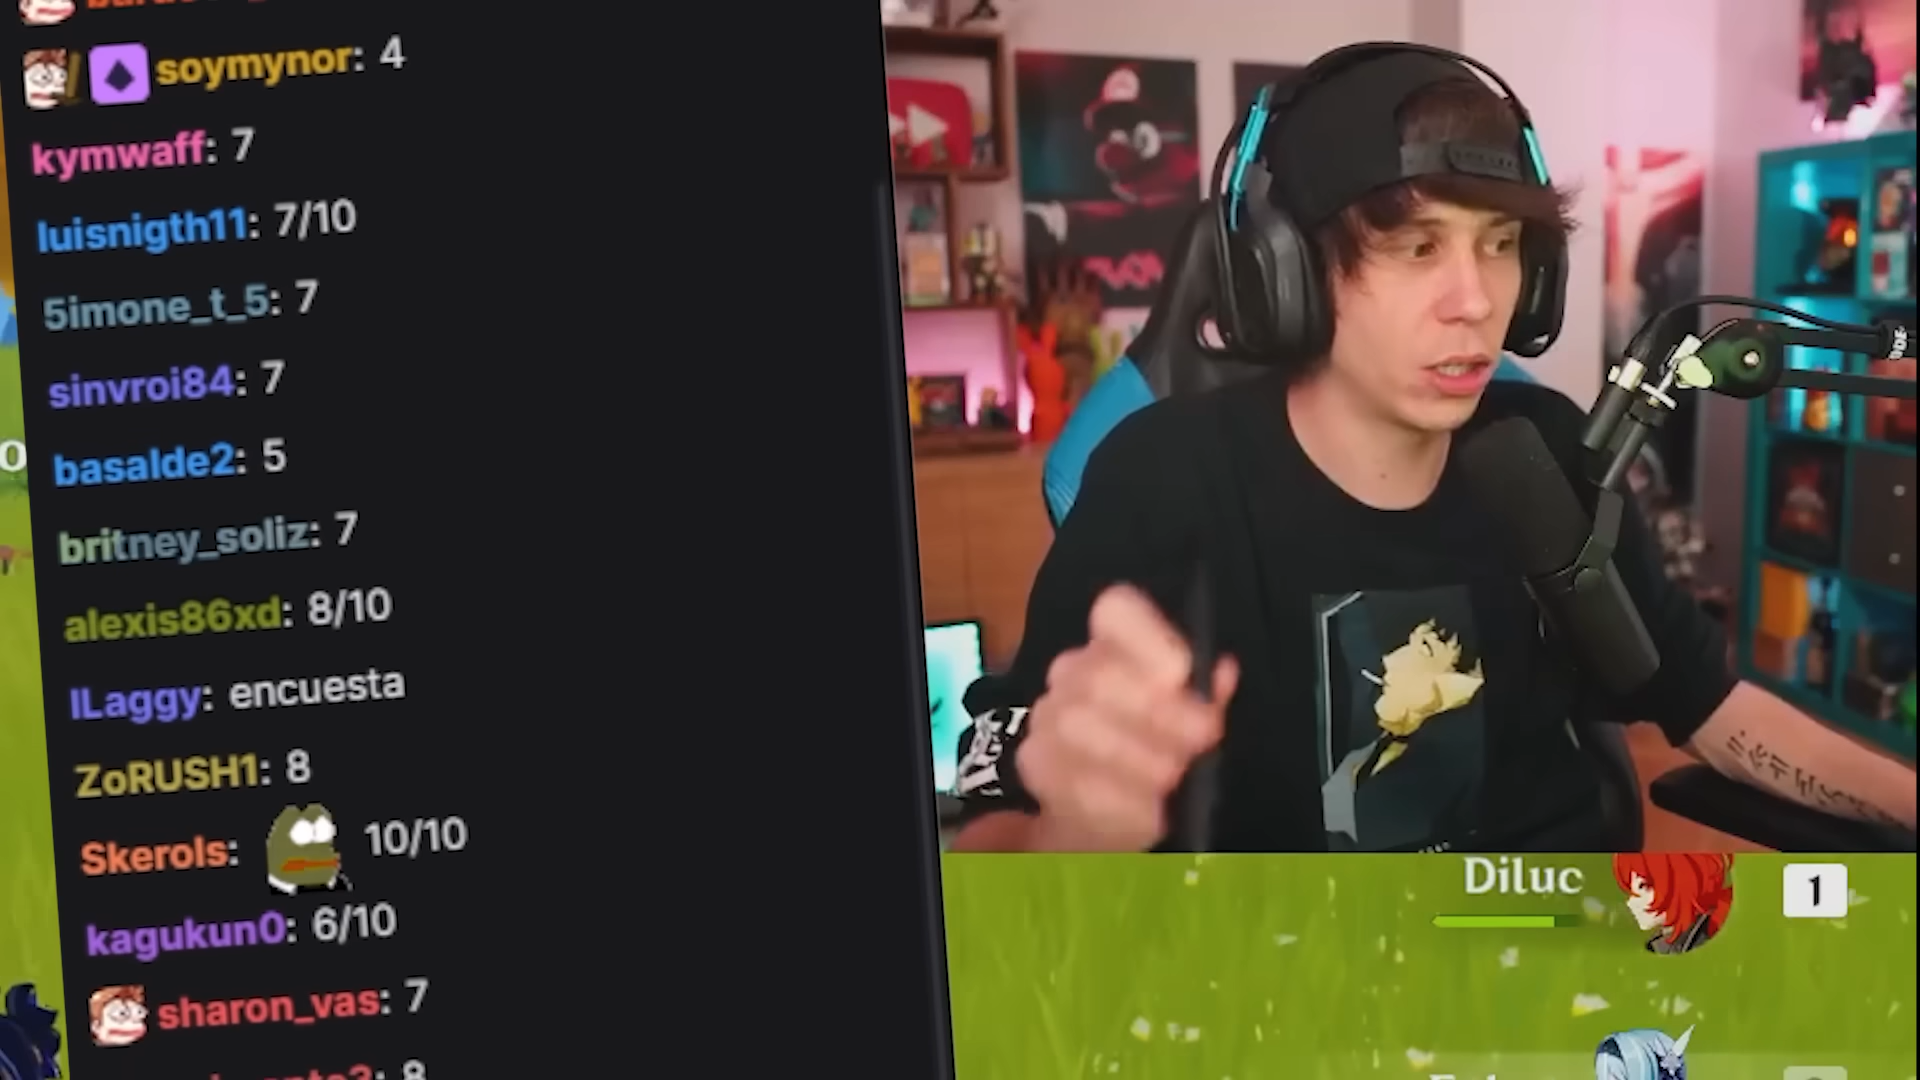 soymynor: 4
kymwaff: 7
luisnigth11: 7/10
5imone_t_5: 7
sinvroi84: 7
basalde2: 5
britney_soliz: 7
alexis86xd: 8/10
ILaggy: encuesta
ZoRUSH1: 8
Skerols: 10/10
kagukun0: 6/10
sharon_vas: 7
8
Diluc
1